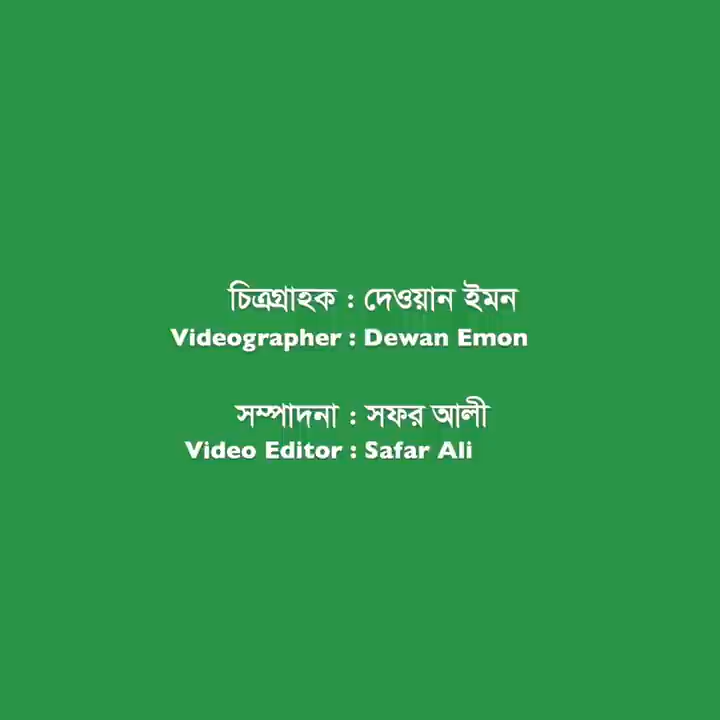 চিত্রগ্রাহক : দেওয়ান ইমন
Videographer : Dewan Emon
সম্পাদনা : সফর আলী
Video Editor : Safar Ali